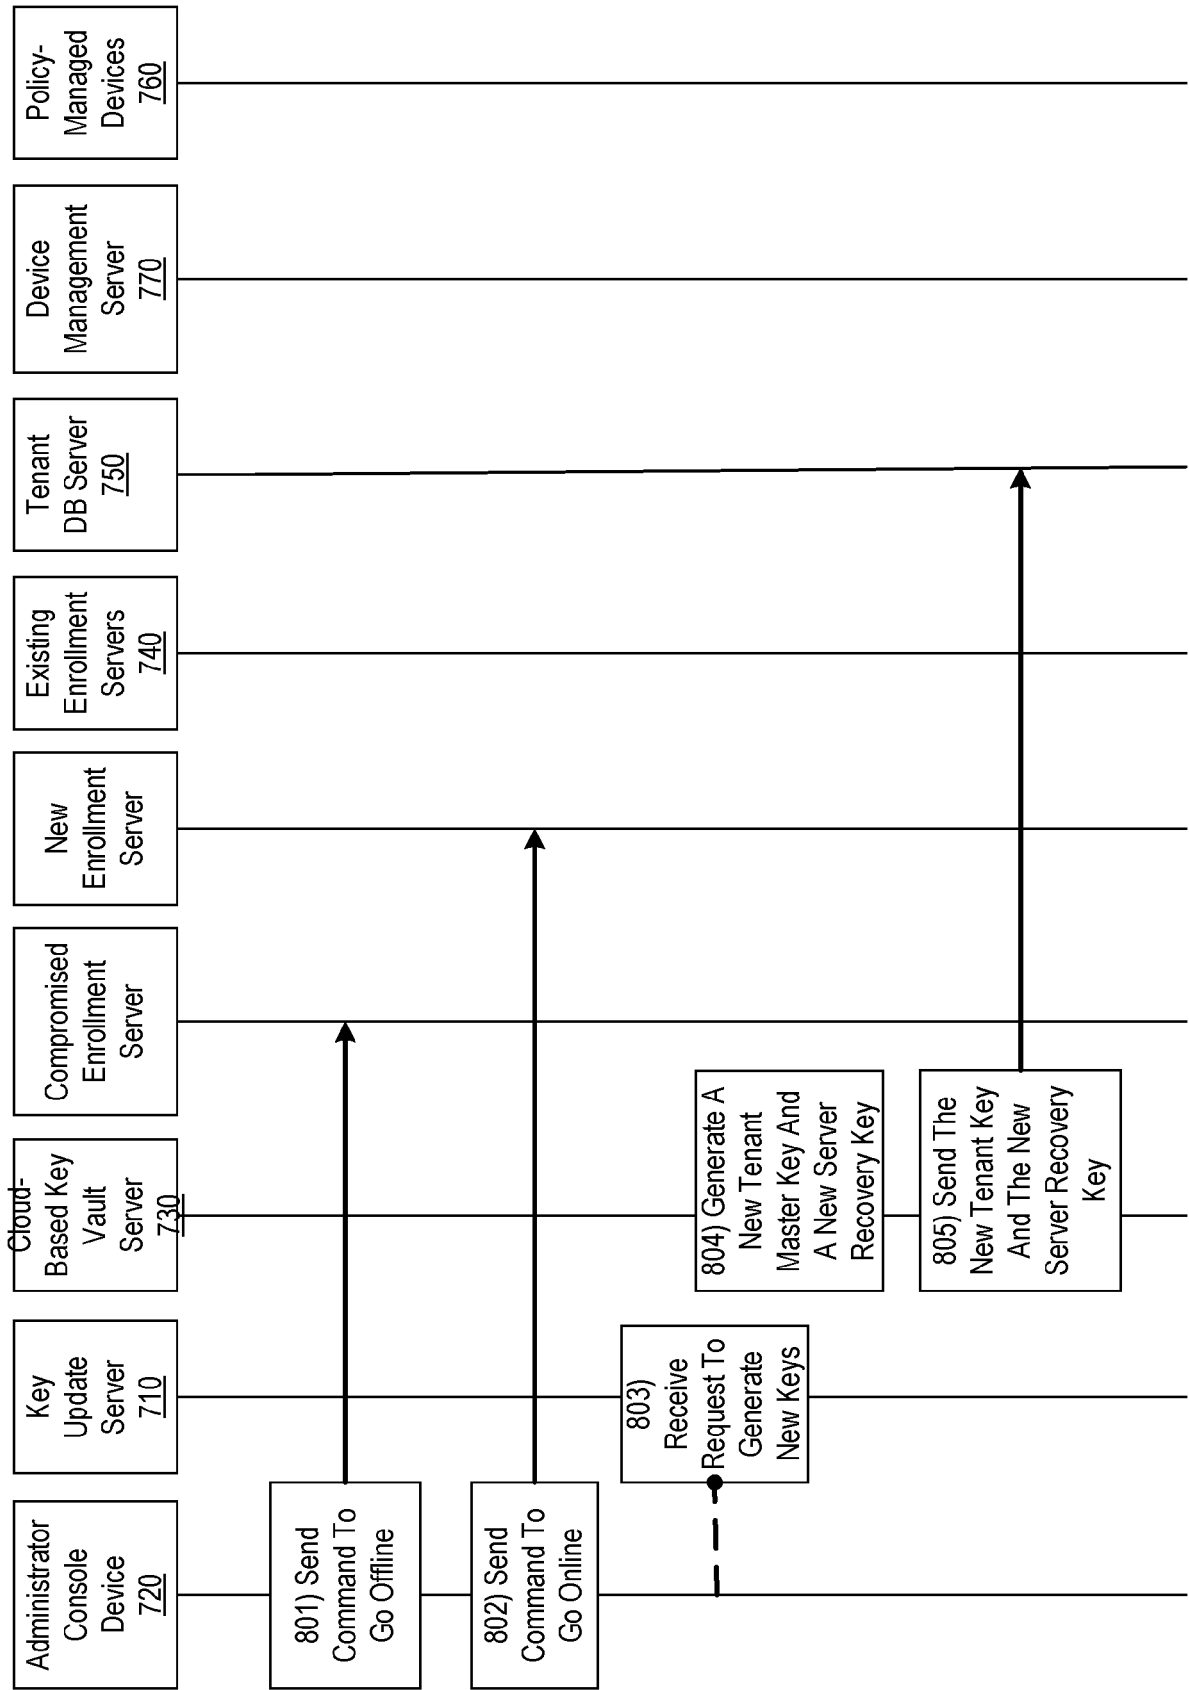 Administrator
Console
Device
720
Key
Update
Server
710
Cloud-
Based Key
Vault
Server
730
Compromised
Enrollment
Server
New
Enrollment
Server
Existing
Enrollment
Servers
740
Tenant
DB Server
750
Device
Management
Server
770
Policy-
Managed
Devices
760
801) Send
Command To
Go Offline
802) Send
Command To
Go Online
803)
Receive
Request To
Generate
New Keys
804) Generate A
New Tenant
Master Key And
A New Server
Recovery Key
805) Send The
New Tenant Key
And The New
Server Recovery
Key